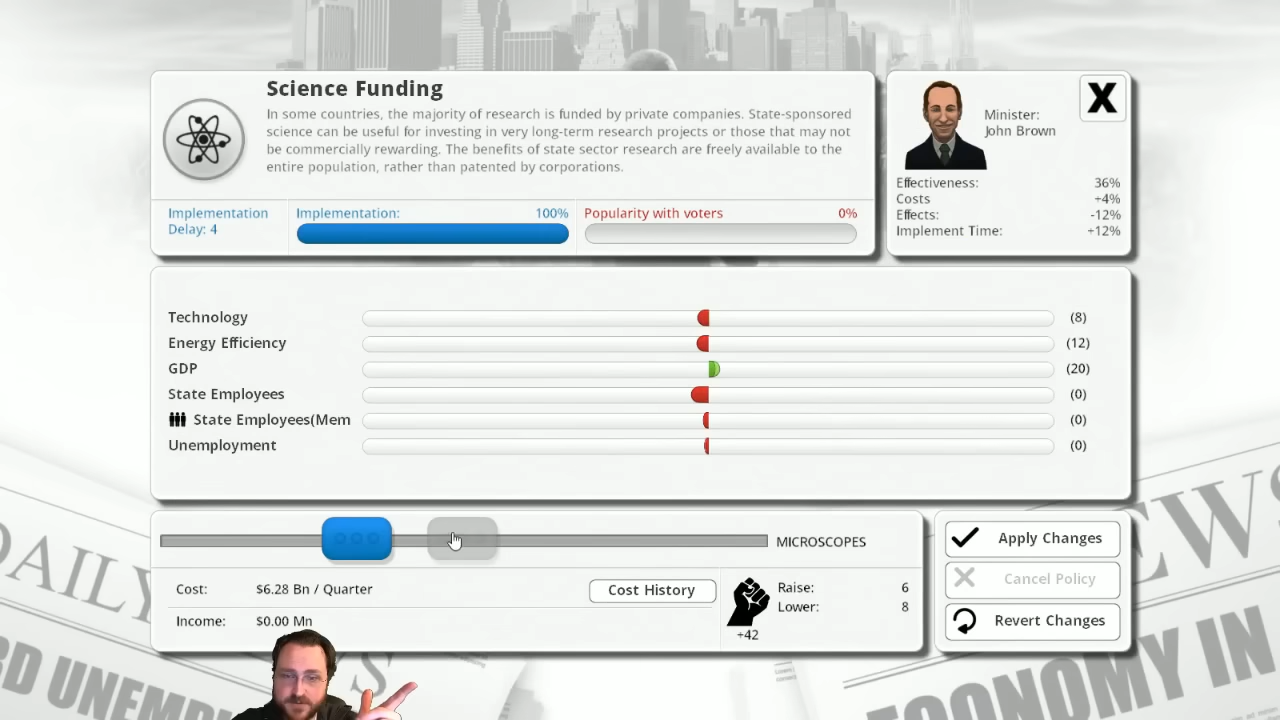 Science Funding
In some countries, the majority of research is funded by private companies. State-sponsored
science can be useful for investing in very long-term research projects or those that may not
be commercially rewarding. The benefits of state sector research are freely available to the
entire population, rather than patented by corporations.
Implementation
Delay: 4
Implementation: 100%
Popularity with voters 0%
X
Minister:
John Brown
Effectiveness: 36%
Costs +4%
Effects: -12%
Implement Time: +12%
Technology (8)
Energy Efficiency (12)
GDP (20)
State Employees (0)
State Employees(Mem (0)
Unemployment (0)
MICROSCOPES
Cost: $6.28 Bn / Quarter
Cost History
Income: $0.00 Mn
Raise: 6
Lower: 8
+42
Apply Changes
Cancel Policy
Revert Changes
DAILY
NEWS
RD UNEMP
ECONOMY IN